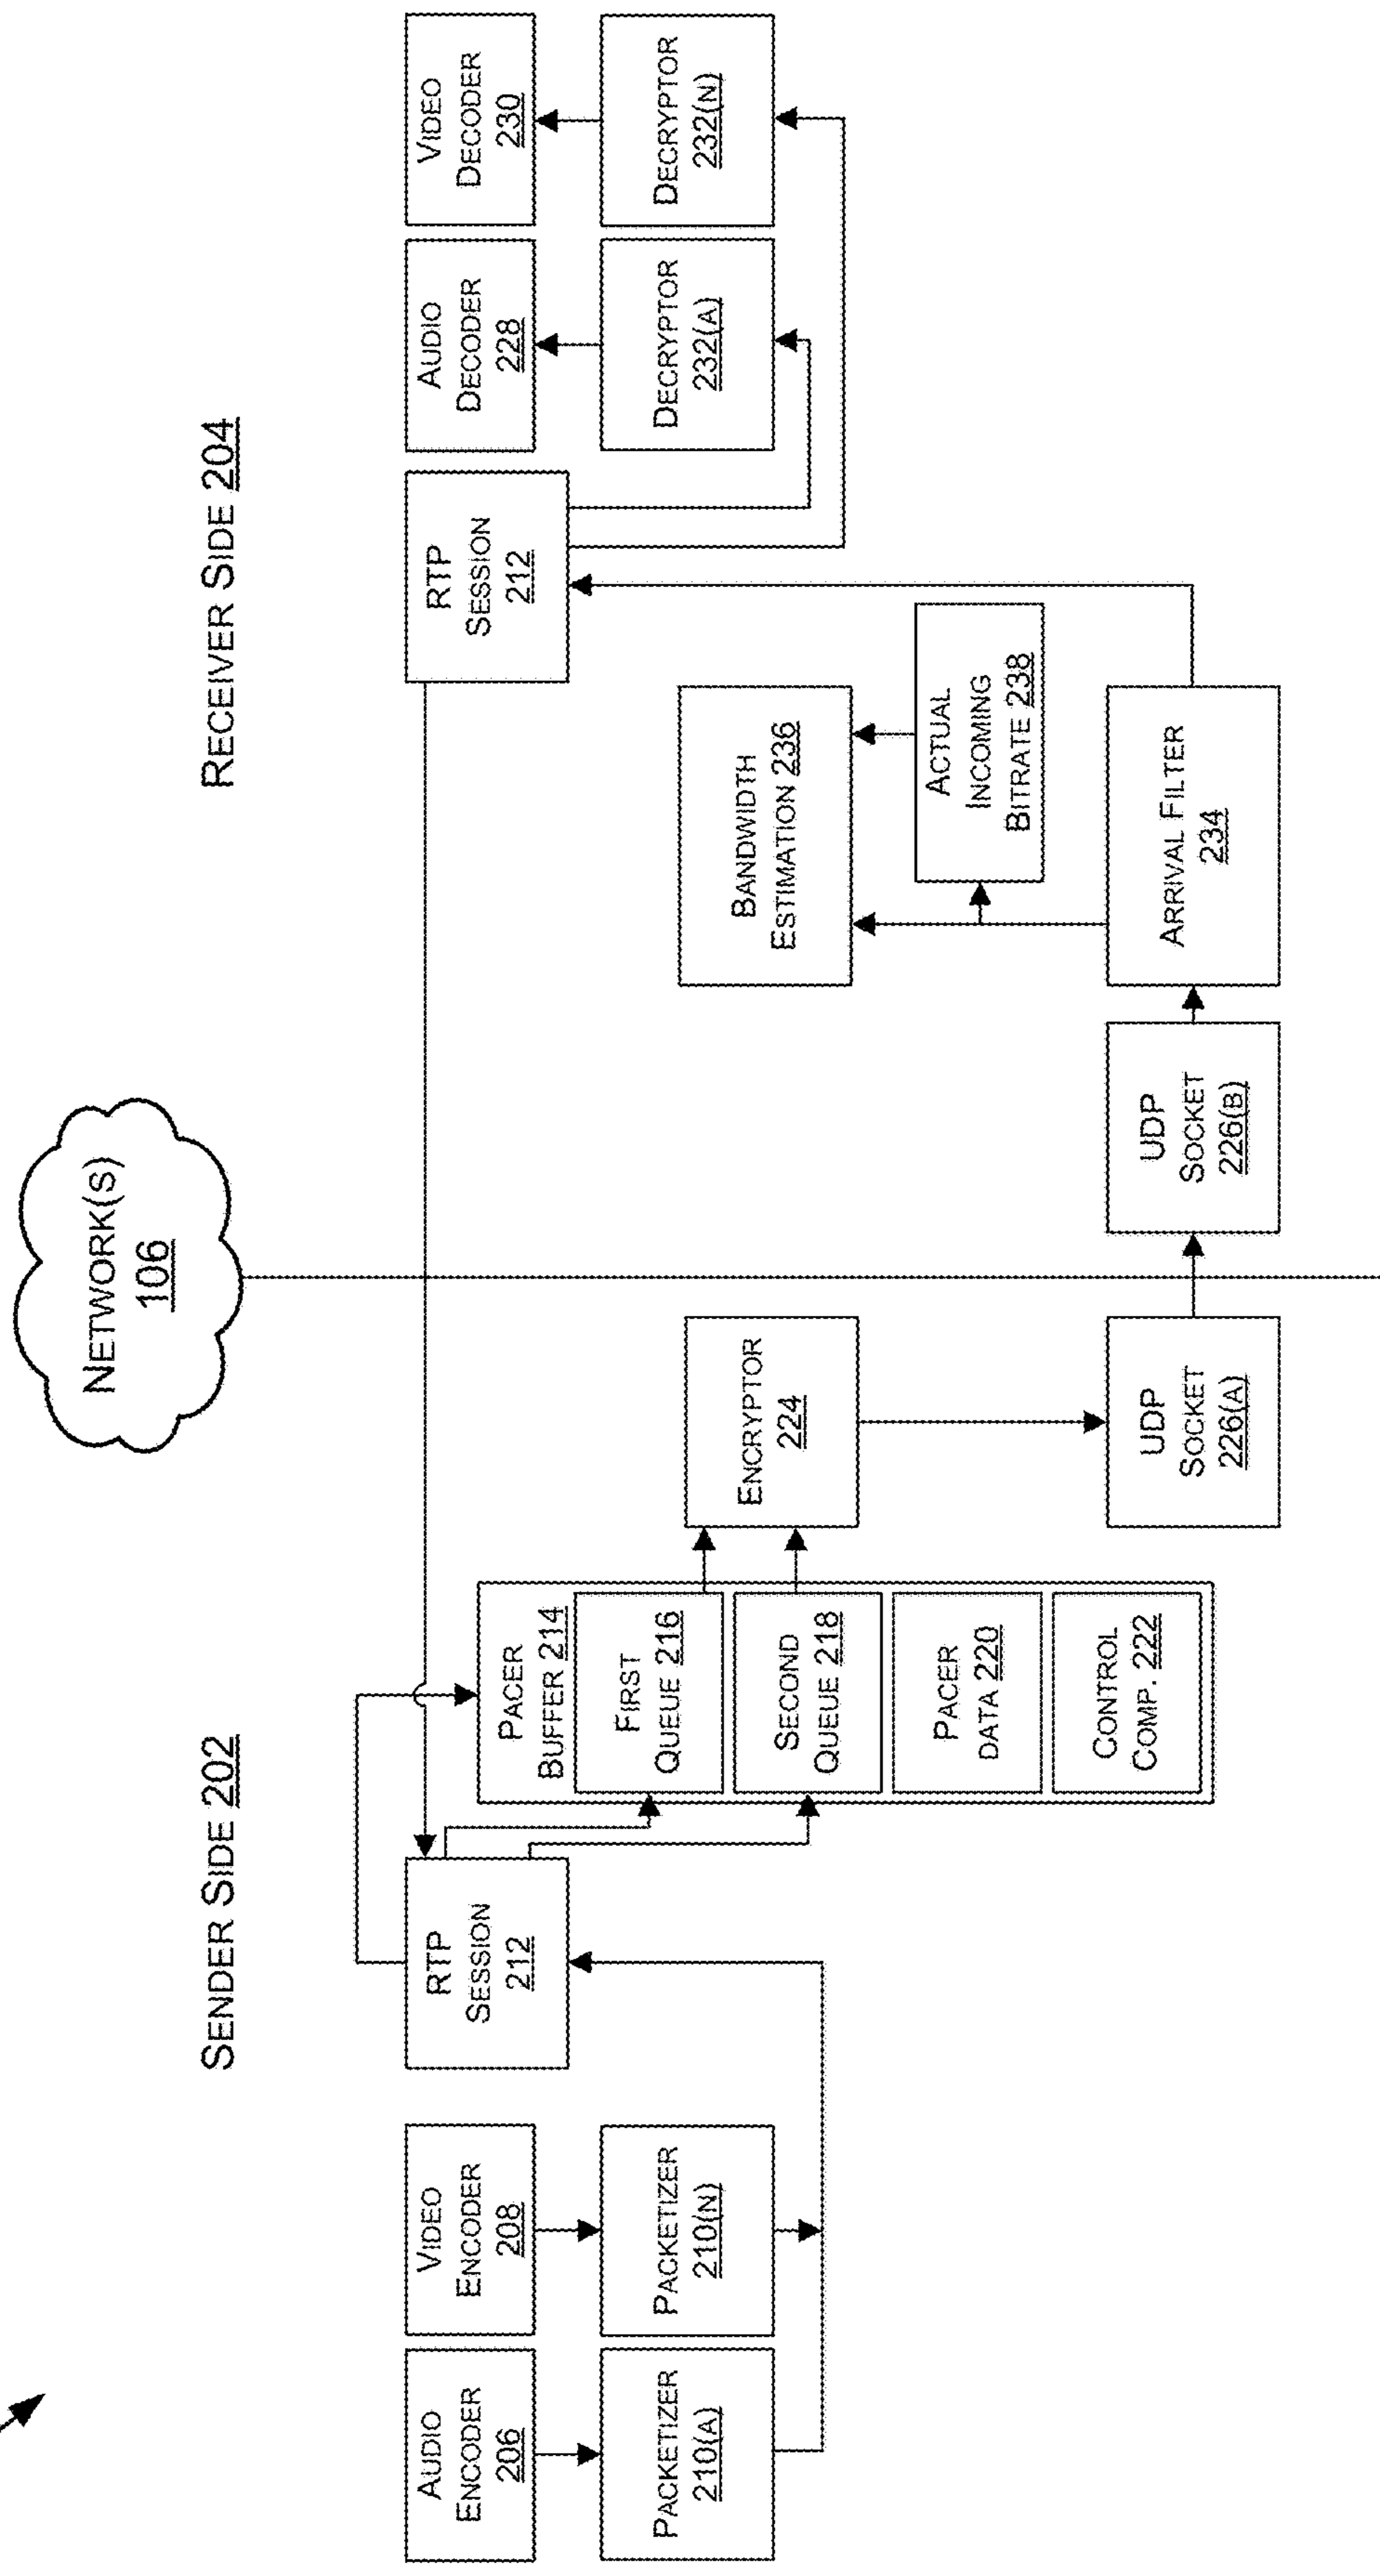 NETWORK(S)
106
SENDER SIDE 202
RECEIVER SIDE 204
AUDIO
ENCODER
206
VIDEO
ENCODER
208
PACKETIZER
210(A)
PACKETIZER
210(N)
RTP
SESSION
212
PACER
BUFFER 214
FIRST
QUEUE 216
SECOND
QUEUE 218
PACER
DATA 220
CONTROL
COMP. 222
ENCRYPTOR
224
UDP
SOCKET
226(A)
UDP
SOCKET
226(B)
ARRIVAL FILTER
234
BANDWIDTH
ESTIMATION 236
ACTUAL
INCOMING
BITRATE 238
RTP
SESSION
212
AUDIO
DECODER
228
VIDEO
DECODER
230
DECRYPTOR
232(A)
DECRYPTOR
232(N)